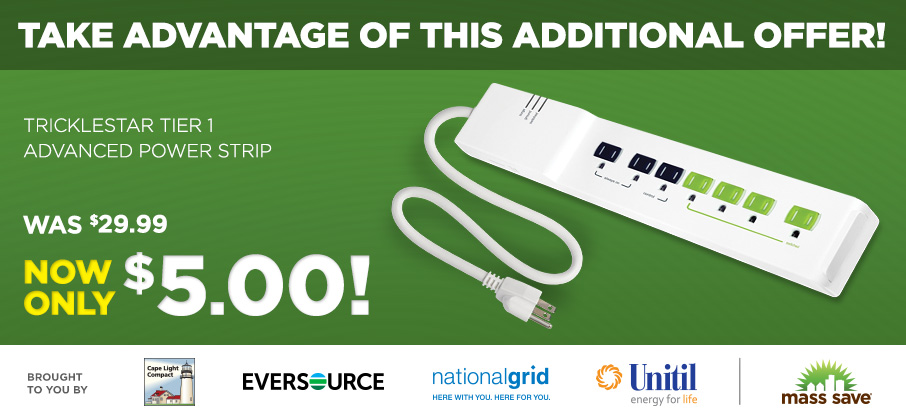 TAKE ADVANTAGE OF THIS ADDITIONAL OFFER!
TRICKLESTAR TIER 1
ADVANCED POWER STRIP
WAS $29.99
NOW
ONLY
$5.00!
BROUGHT
TO YOU BY
Cape Light
Compact
EVERSOURCE
nationalgrid
HERE WITH YOU. HERE FOR YOU.
Unitil
energy for life
mass save